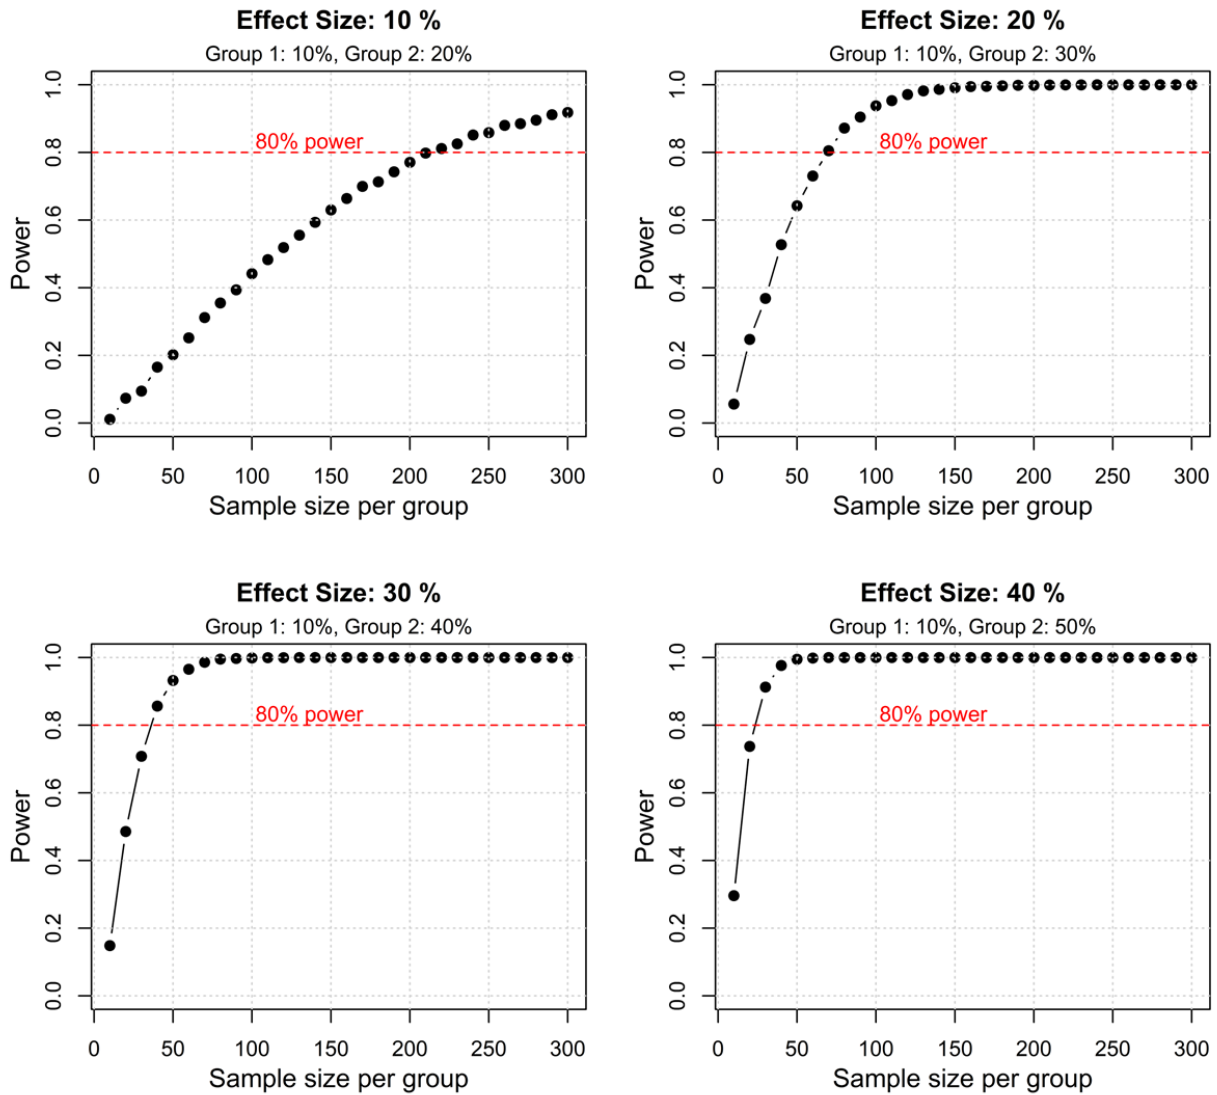 Effect Size: 10 %
Group 1: 10%, Group 2: 20%
1.0
0.8
0.6
0.4
0.2
0.0
Power
80% power
0 50 100 150 200 250 300
Sample size per group
Effect Size: 20 %
Group 1: 10%, Group 2: 30%
1.0
0.8
0.6
0.4
0.2
0.0
Power
80% power
0 50 100 150 200 250 300
Sample size per group
Effect Size: 30 %
Group 1: 10%, Group 2: 40%
1.0
0.8
0.6
0.4
0.2
0.0
Power
80% power
0 50 100 150 200 250 300
Sample size per group
Effect Size: 40 %
Group 1: 10%, Group 2: 50%
1.0
0.8
0.6
0.4
0.2
0.0
Power
80% power
0 50 100 150 200 250 300
Sample size per group